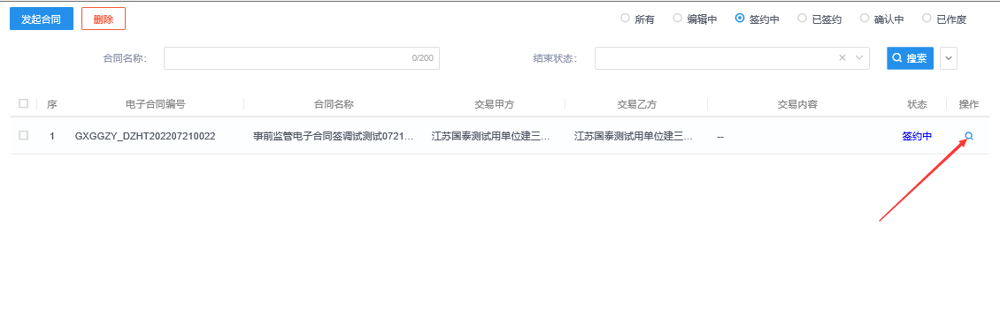 发起合同 删除 所有 编辑中 签约中 已签约 确认中 已作废
合同名称: 0/200 结束状态: 搜索
序 电子合同编号 合同名称 交易甲方 交易乙方 交易内容 状态 操作
1 GXGGZY_DZHT202207210022 事前监管电子合同签调试测试0721... 江苏国泰测试用单位建三... 江苏国泰测试用单位建三... -- 签约中